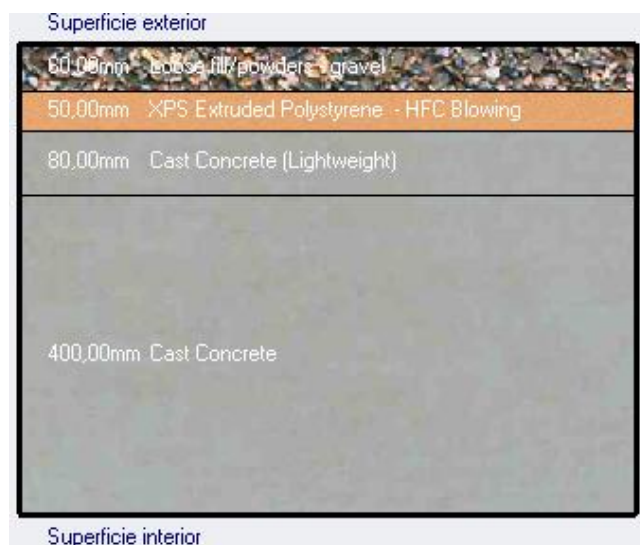 Superficie exterior
60,00mm Loose fill/powders - gravel
50,00mm XPS Extruded Polystyrene - HFC Blowing
80,00mm Cast Concrete (Lightweight)
400,00mm Cast Concrete
Superficie interior